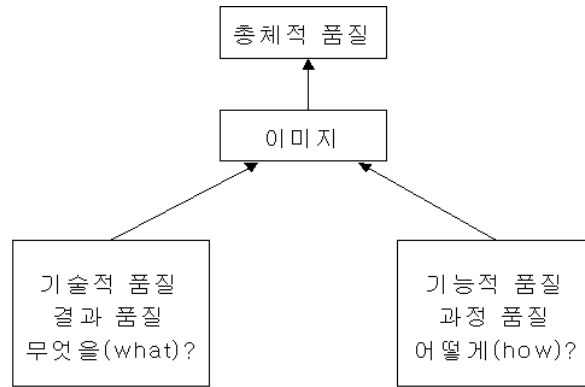 총체적 품질
이미지
기술적 품질
결과 품질
무엇을(what)?
기능적 품질
과정 품질
어떻게(how)?